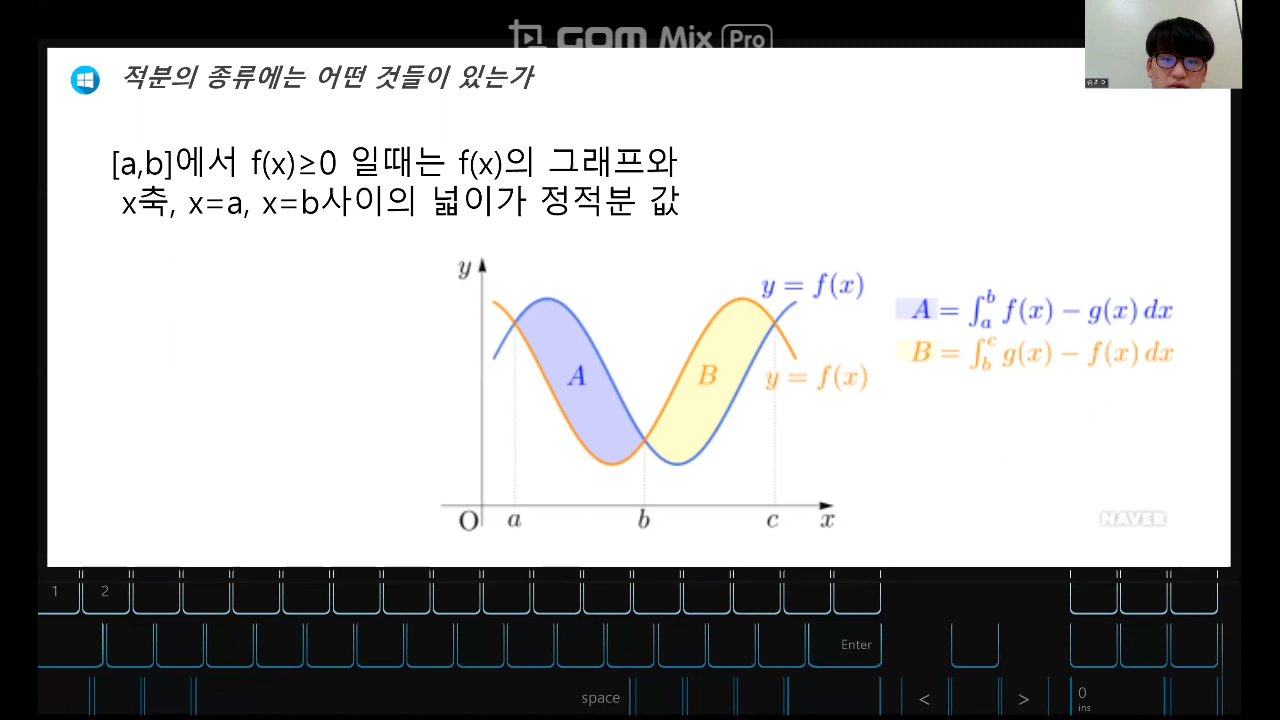 GOM Mix Pro
적분의 종류에는 어떤 것들이 있는가
[a,b]에서 f(x)≥0 일때는 f(x)의 그래프와
x축, x=a, x=b사이의 넓이가 정적분 값
y
y = f(x)
A = ∫_a^b f(x) − g(x) dx
B = ∫_b^c g(x) − f(x) dx
A
B
y = f(x)
O a b c x
NAVER
1 2
Enter
space < > 0
ins